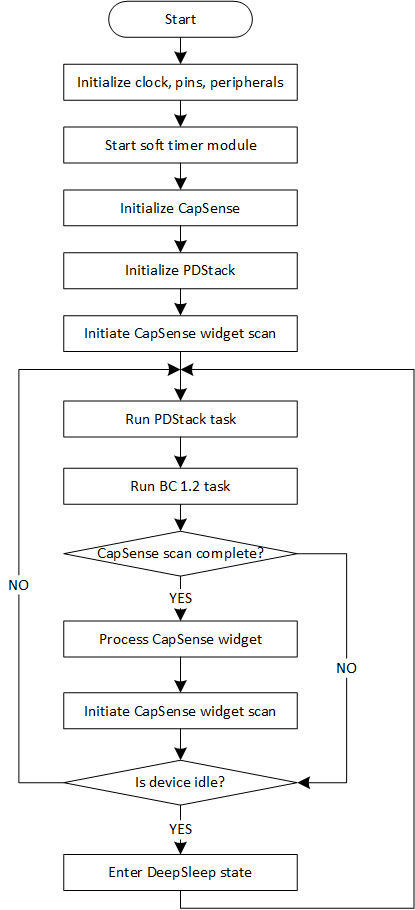 Start
Initialize clock, pins, peripherals
Start soft timer module
Initialize CapSense
Initialize PDStack
Initiate CapSense widget scan
Run PDStack task
Run BC 1.2 task
CapSense scan complete?
NO
YES
Process CapSense widget
NO
Initiate CapSense widget scan
Is device idle?
YES
Enter DeepSleep state